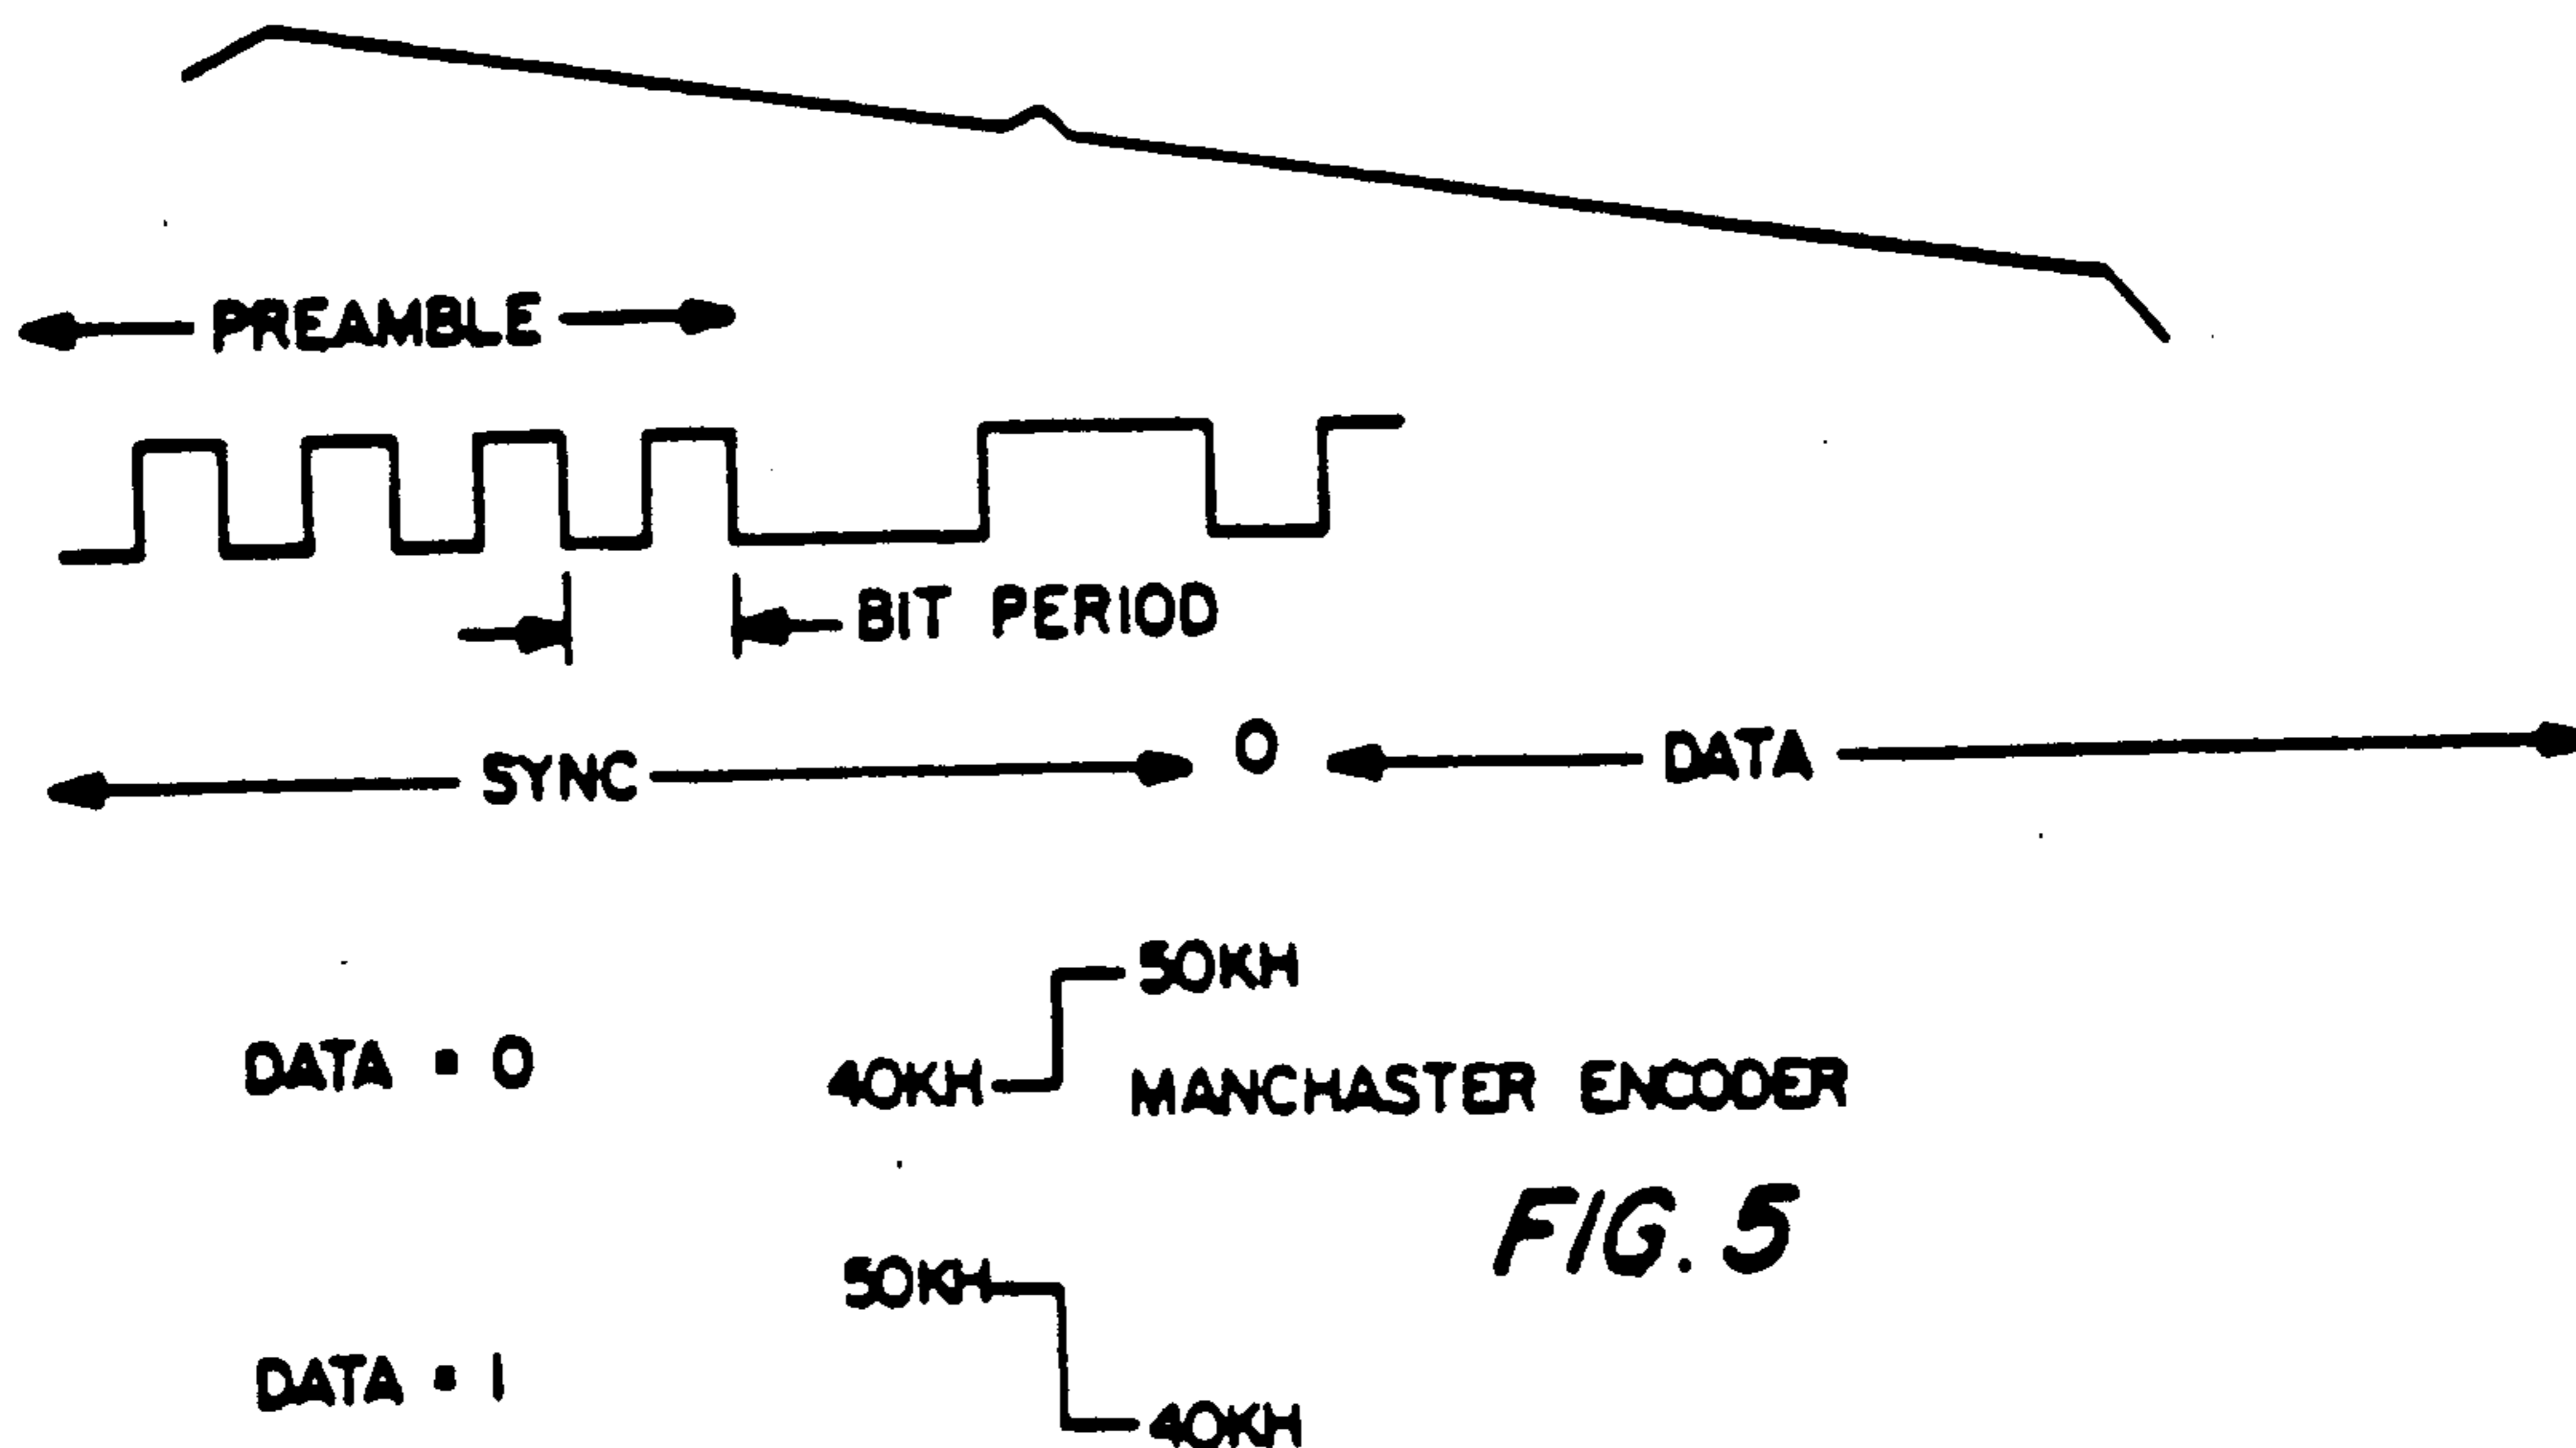 PREAMBLE
BIT PERIOD
SYNC 0 DATA
50KH
DATA = 0 40KH MANCHASTER ENCODER
FIG. 5
50KH
DATA = 1
40KH